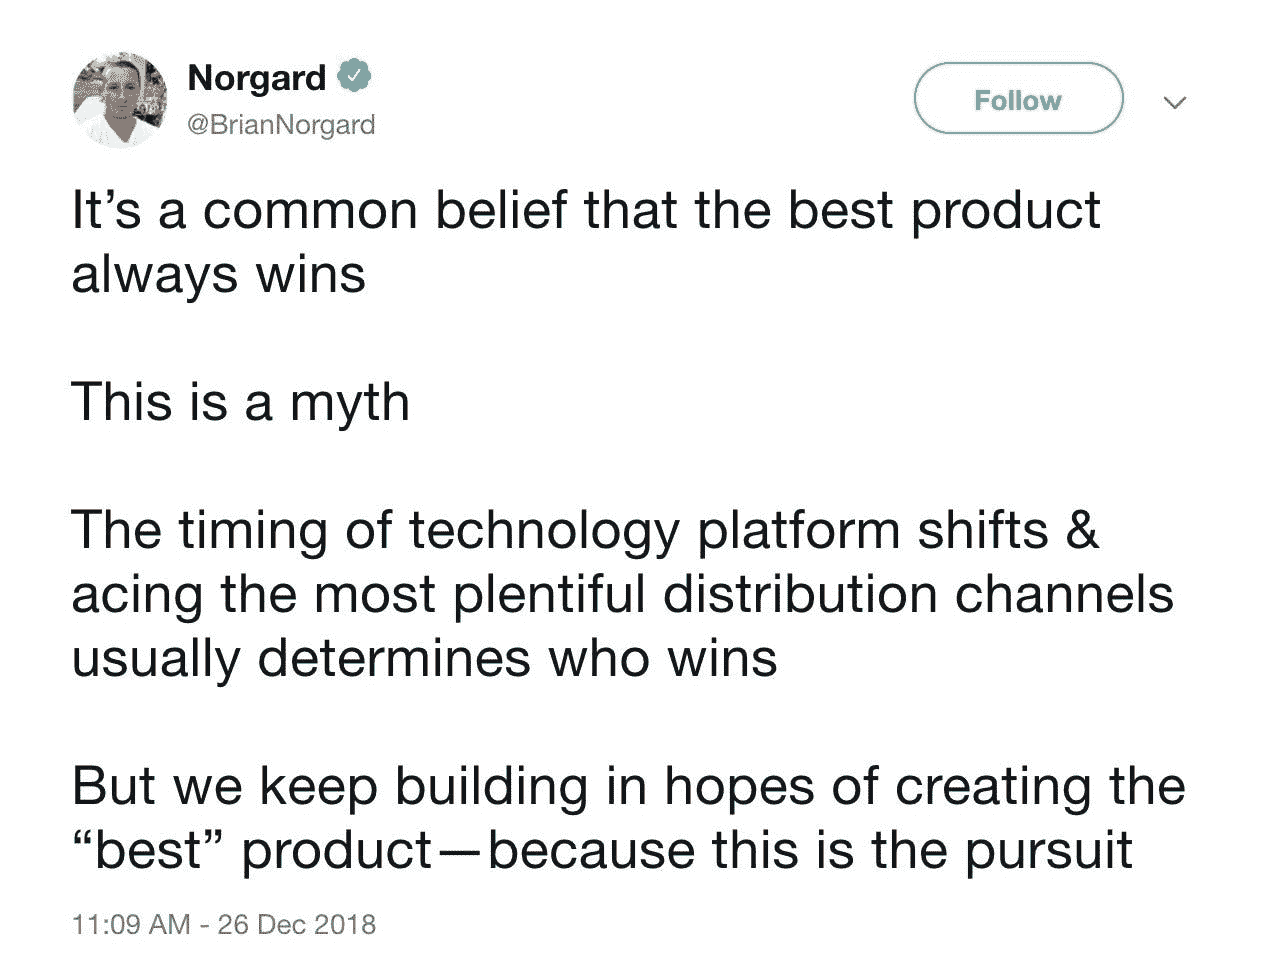 Norgard
@BrianNorgard
Follow
It’s a common belief that the best product
always wins
This is a myth
The timing of technology platform shifts &
acing the most plentiful distribution channels
usually determines who wins
But we keep building in hopes of creating the
“best” product—because this is the pursuit
11:09 AM - 26 Dec 2018